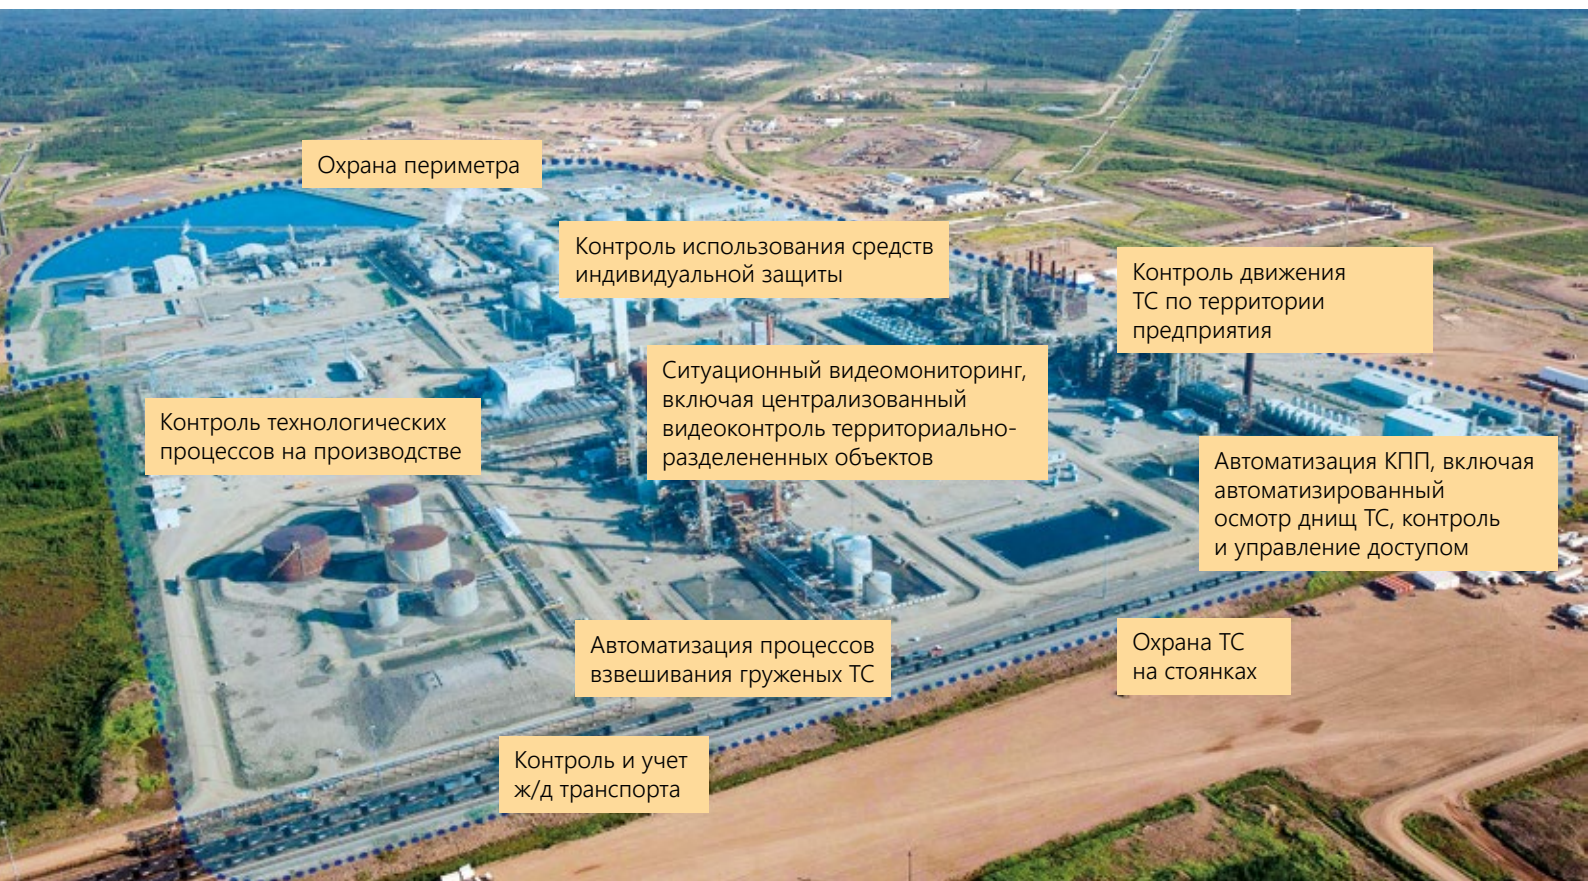 Охрана периметра
Контроль использования средств
индивидуальной защиты
Контроль движения
ТС по территории
предприятия
Ситуационный видеомониторинг,
включая централизованный
видеоконтроль территориально-
разделененных объектов
Контроль технологических
процессов на производстве
Автоматизация КПП, включая
автоматизированный
осмотр днищ ТС, контроль
и управление доступом
Автоматизация процессов
взвешивания груженых ТС
Охрана ТС
на стоянках
Контроль и учет
ж/д транспорта